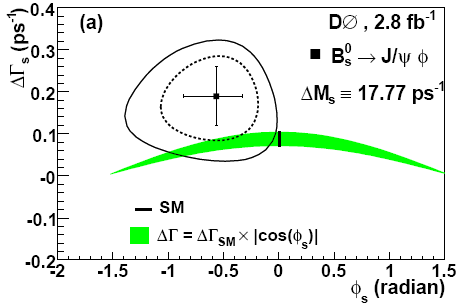 (a)
DØ , 2.8 fb⁻¹
B⁰ₛ → J/ψ φ
ΔMₛ ≡ 17.77 ps⁻¹
SM
ΔΓ = ΔΓ_SM × |cos(φₛ)|
ΔΓₛ (ps⁻¹)
0.4
0.3
0.2
0.1
-0
-0.1
-0.2
-2 -1.5 -1 -0.5 0 0.5 1 1.5
φₛ (radian)